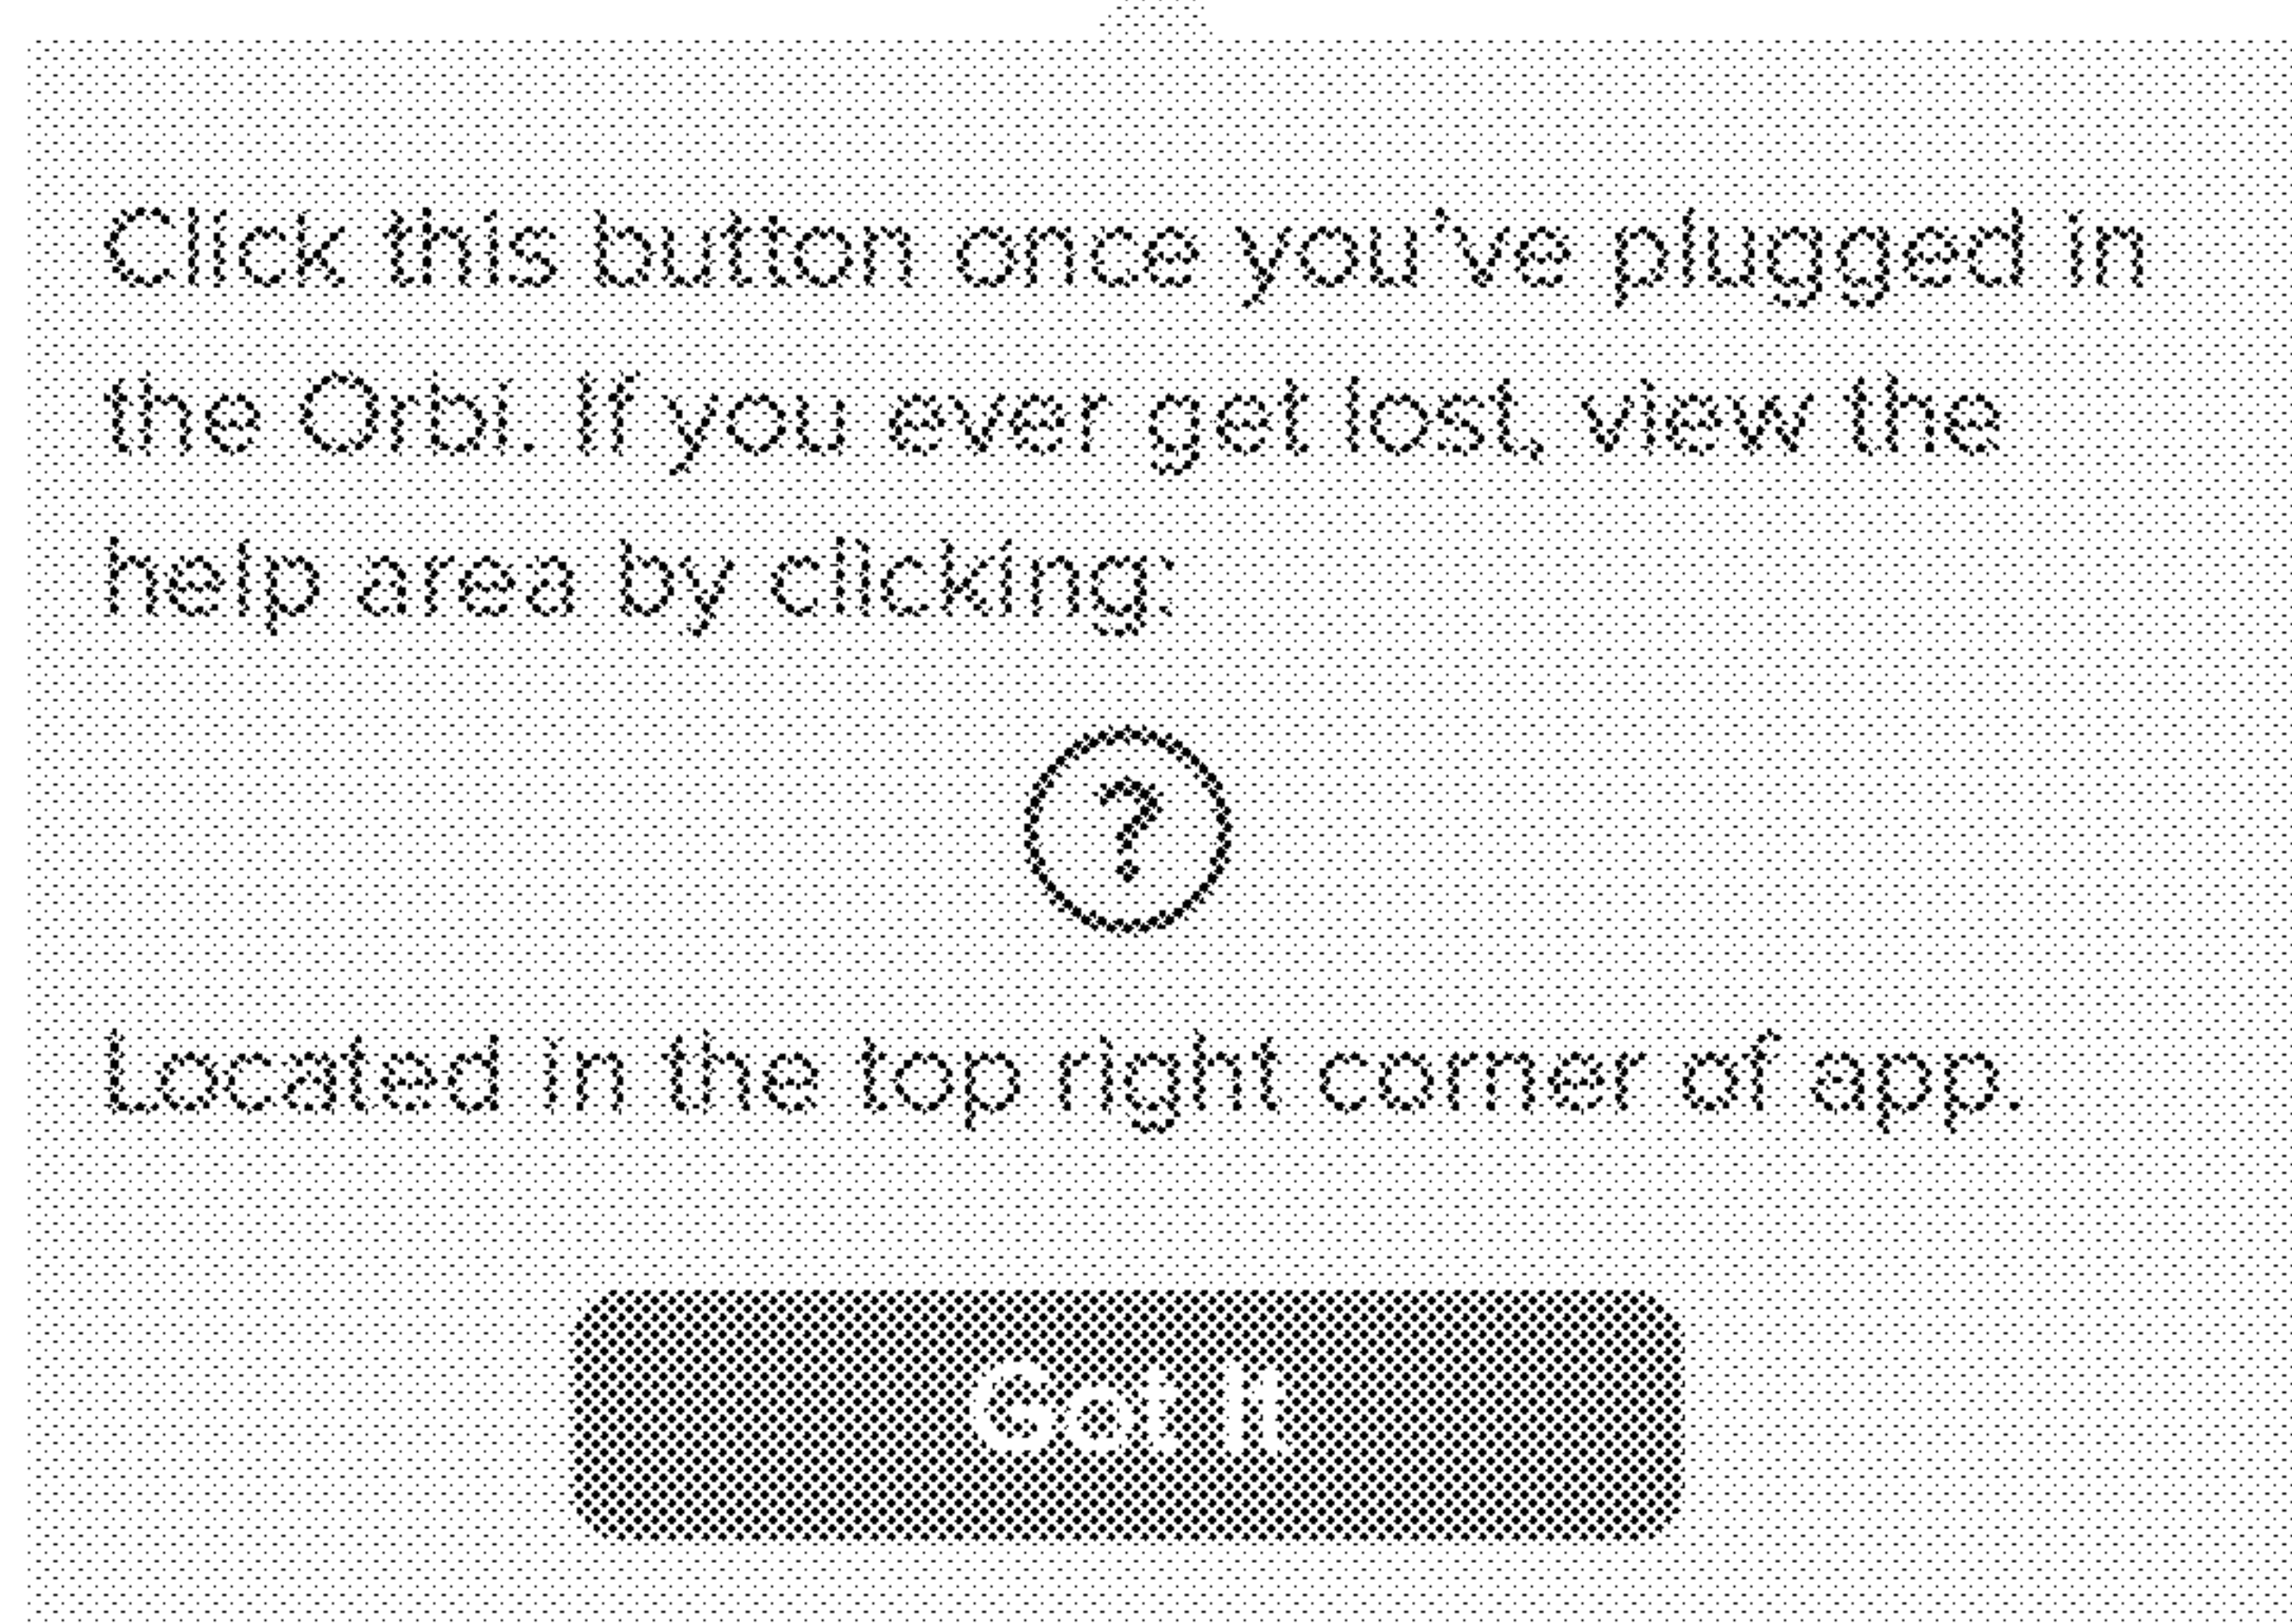 Click this button once you've plugged in
the Orbi. If you ever get lost, view the
help area by clicking:
?
Located in the top right corner of app.
Got It